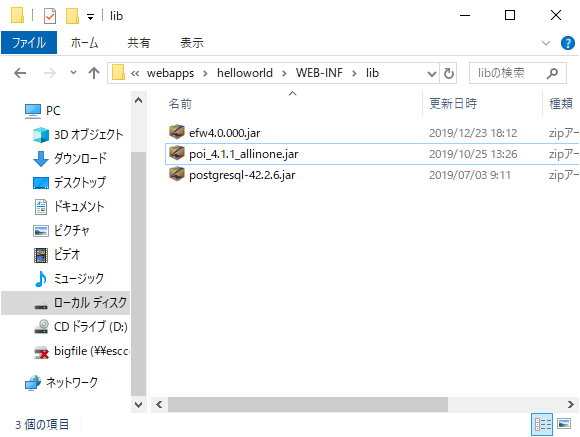 lib
ファイル ホーム 共有 表示
« webapps › helloworld › WEB-INF › lib libの検索
名前 更新日時 種類
efw4.0.000.jar 2019/12/23 18:12 zipアー
poi_4.1.1_allinone.jar 2019/10/25 13:26 zipアー
postgresql-42.2.6.jar 2019/07/03 9:11 zipアー
PC
3D オブジェクト
ダウンロード
デスクトップ
ドキュメント
ピクチャ
ビデオ
ミュージック
ローカル ディスク
CD ドライブ (D:)
bigfile (¥¥escc
ネットワーク
3 個の項目